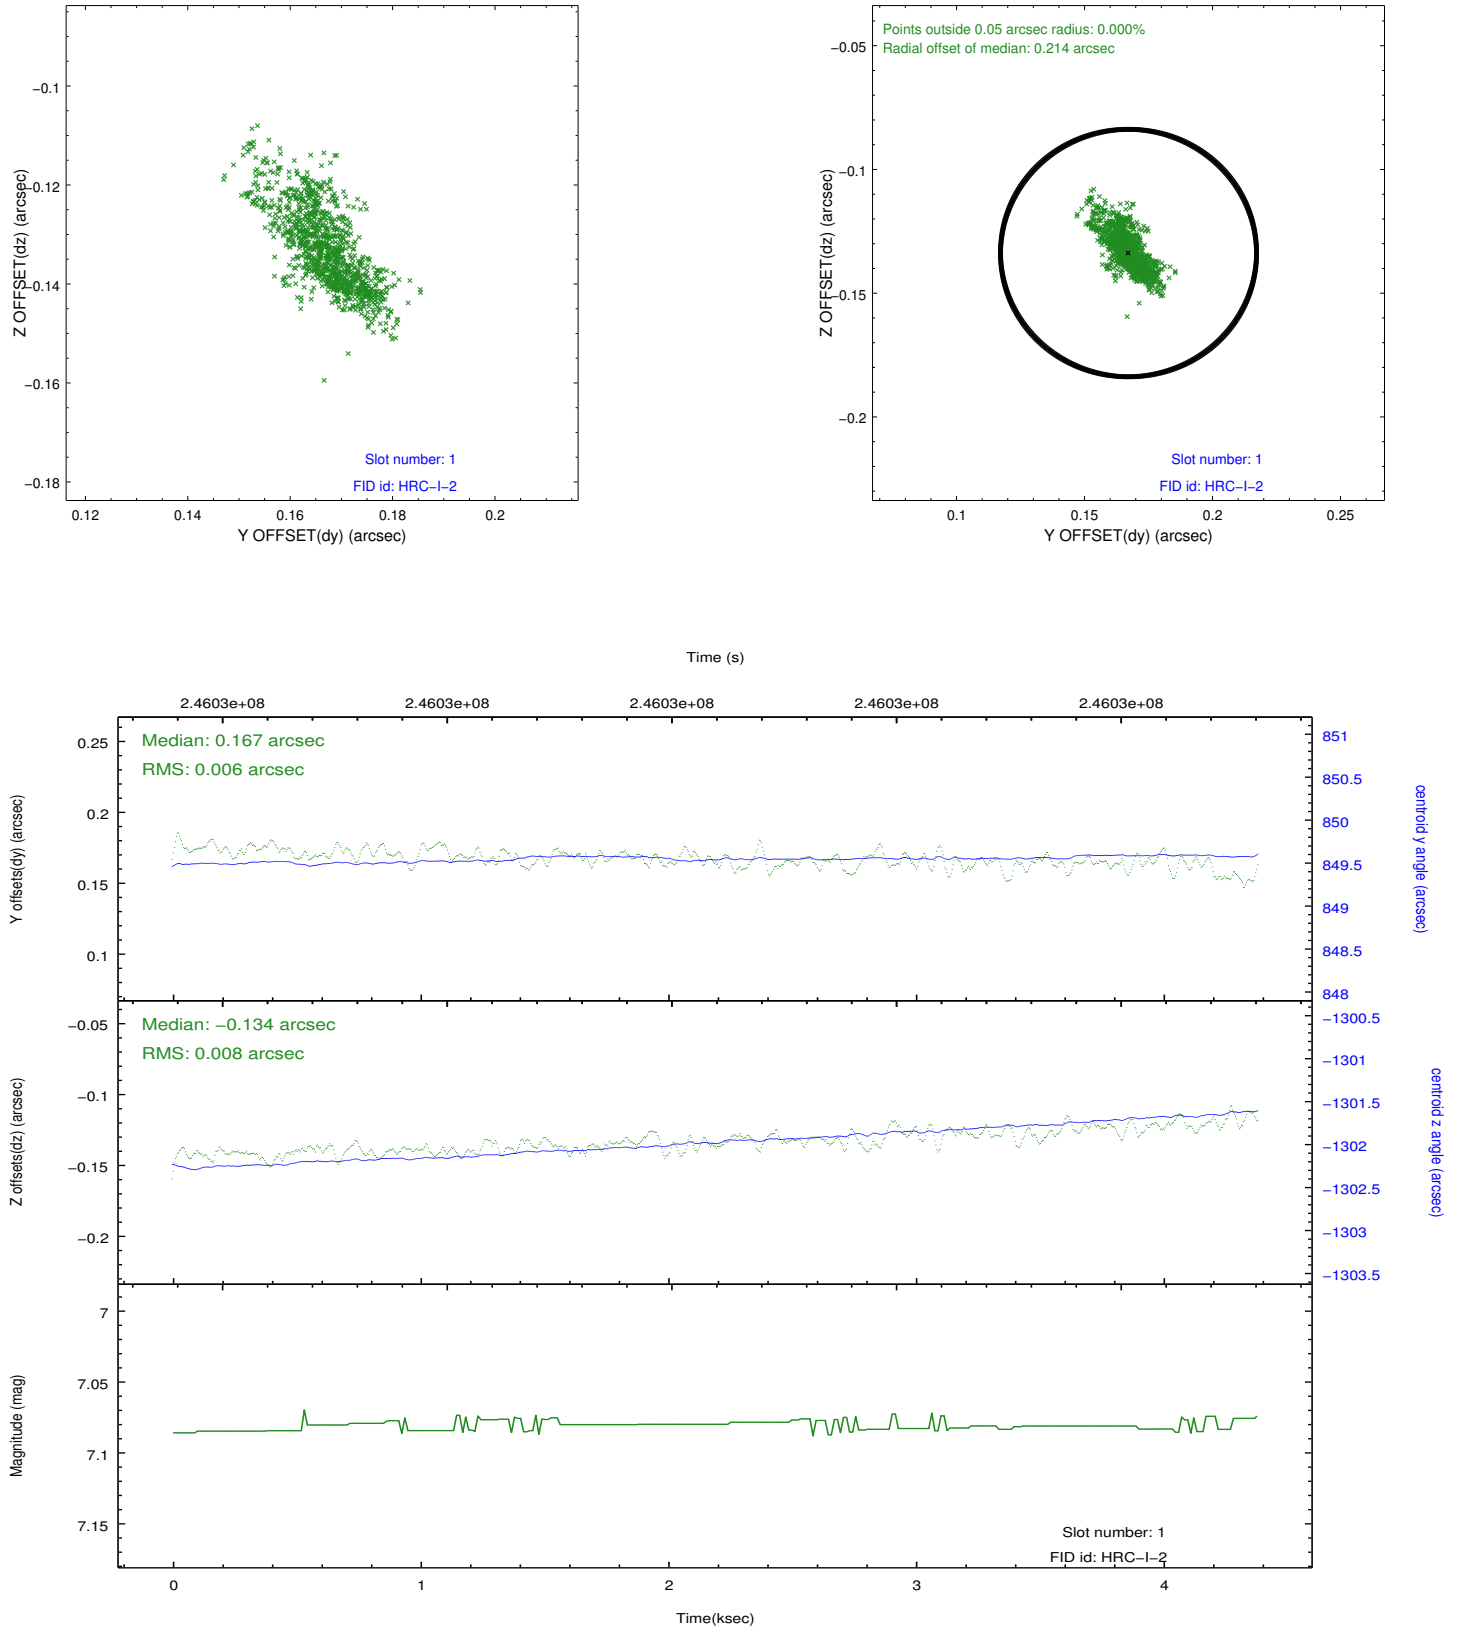 −0.1
−0.12
−0.14
−0.16
−0.18
Z OFFSET(dz) (arcsec)
Slot number: 1
FID id: HRC−I−2
0.12
0.14
0.16
0.18
0.2
Y OFFSET(dy) (arcsec)
Points outside 0.05 arcsec radius: 0.000%
Radial offset of median: 0.214 arcsec
−0.05
−0.1
−0.15
−0.2
Z OFFSET(dz) (arcsec)
Slot number: 1
FID id: HRC−I−2
0.1
0.15
0.2
0.25
Y OFFSET(dy) (arcsec)
Time (s)
2.4603e+08
2.4603e+08
2.4603e+08
2.4603e+08
2.4603e+08
Median: 0.167 arcsec
RMS: 0.006 arcsec
0.25
0.2
0.15
0.1
Y offsets(dy) (arcsec)
851
850.5
850
849.5
849
848.5
848
centroid y angle (arcsec)
Median: −0.134 arcsec
RMS: 0.008 arcsec
−0.05
−0.1
−0.15
−0.2
Z offsets(dz) (arcsec)
−1300.5
−1301
−1301.5
−1302
−1302.5
−1303
−1303.5
centroid z angle (arcsec)
7
7.05
7.1
7.15
Magnitude (mag)
Slot number: 1
FID id: HRC−I−2
0
1
2
3
4
Time(ksec)